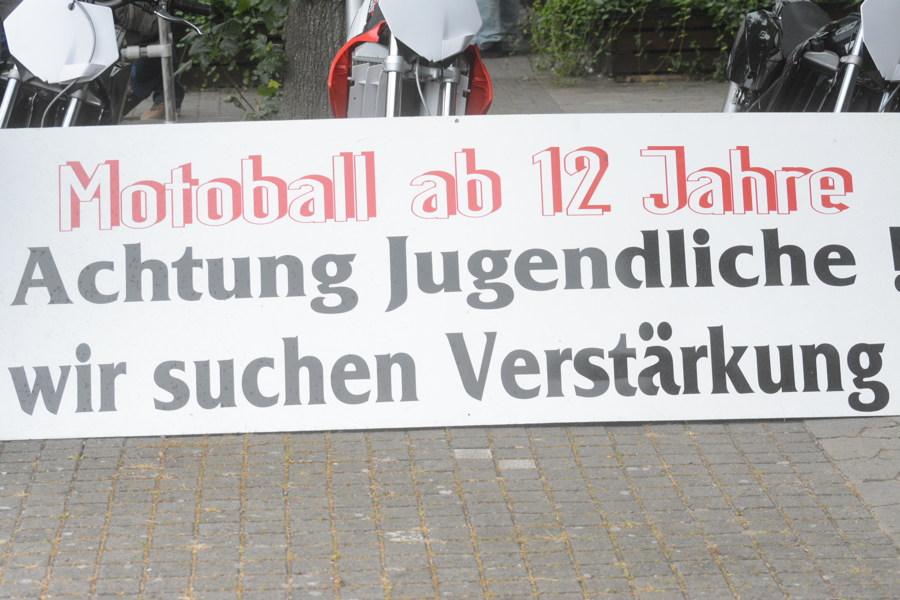 Motoball ab 12 Jahre
Achtung Jugendliche !
wir suchen Verstärkung